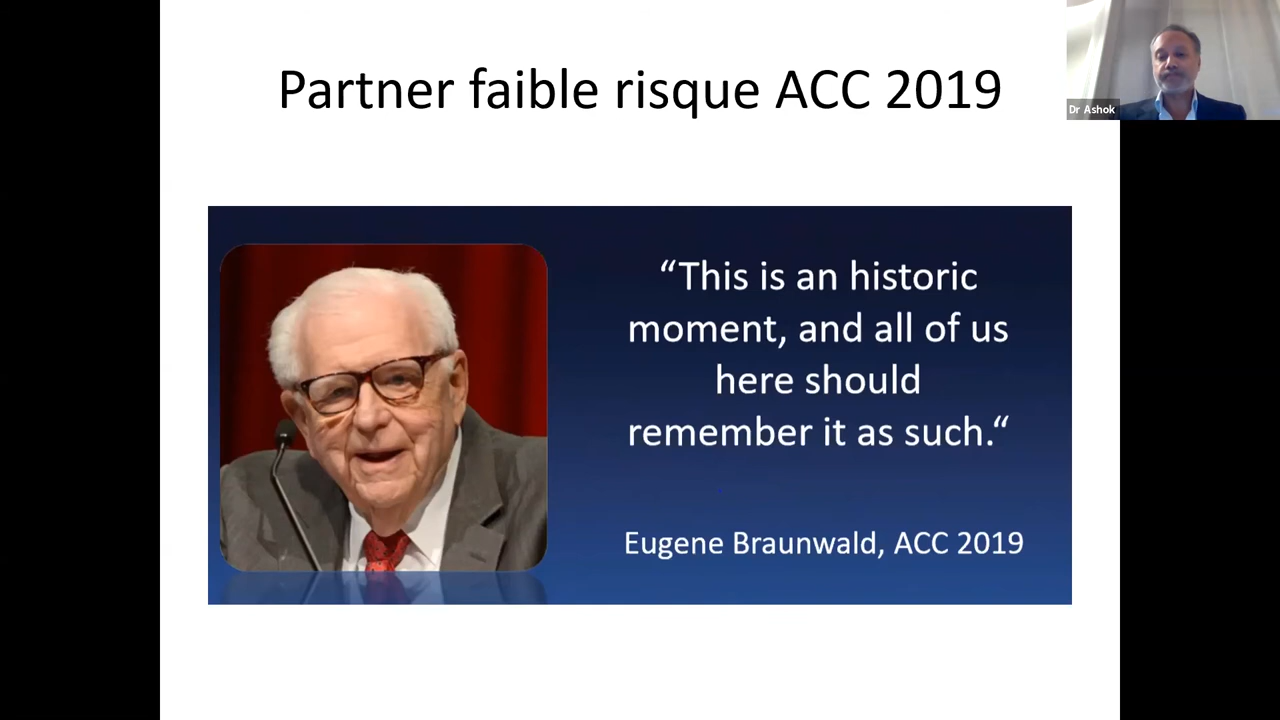 Partner faible risque ACC 2019
Dr Ashok
“This is an historic
moment, and all of us
here should
remember it as such.“
Eugene Braunwald, ACC 2019